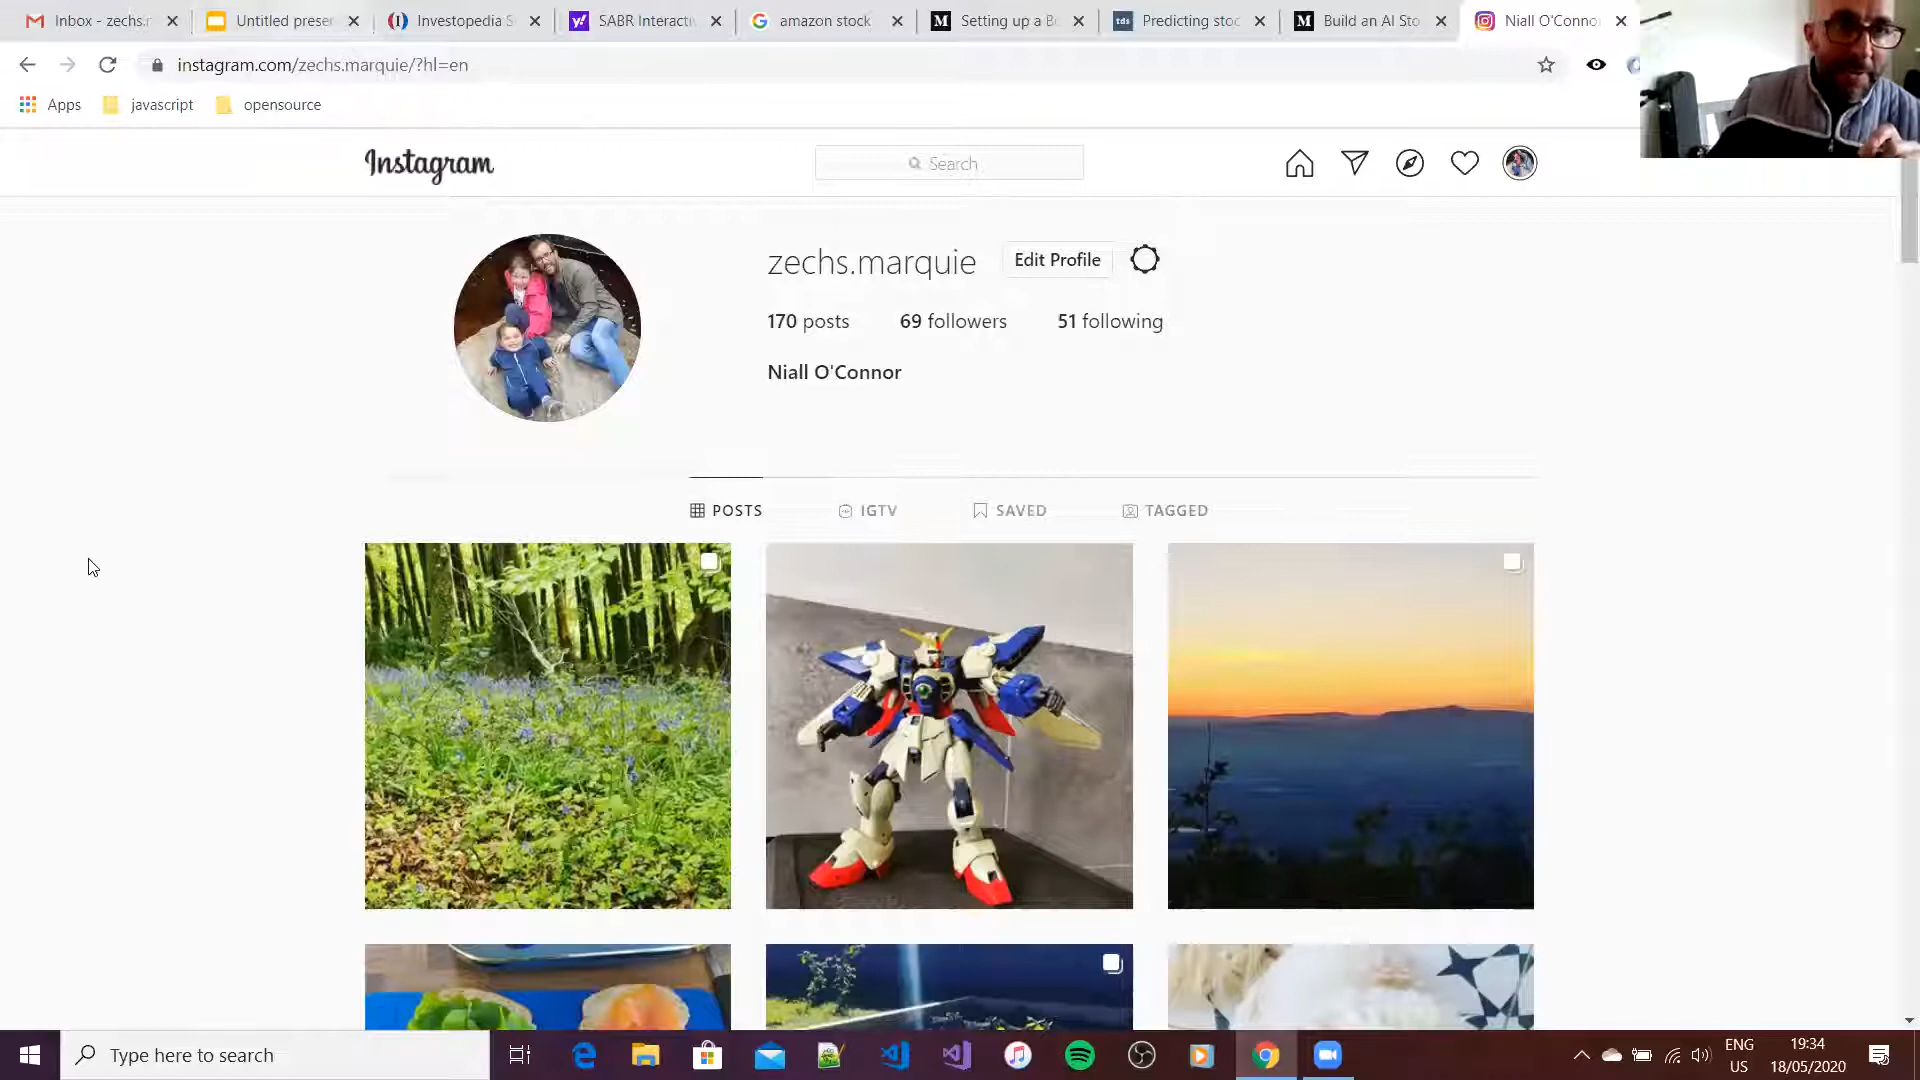 Inbox - zechs.r
Untitled preser
Investopedia S
SABR Interacti
amazon stock
Setting up a Bo
Predicting stoc
Build an AI Sto
Niall O'Conno
instagram.com/zechs.marquie/?hl=en
Apps
javascript
opensource
Instagram
Search
zechs.marquie
Edit Profile
170 posts
69 followers
51 following
Niall O'Connor
POSTS
IGTV
SAVED
TAGGED
Type here to search
ENG
US
19:34
18/05/2020